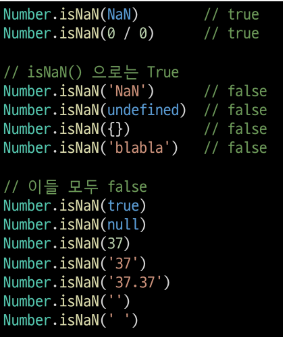 Number.isNaN(NaN) // true
Number.isNaN(0 / 0) // true
// isNaN() 으로는 True
Number.isNaN('NaN') // false
Number.isNaN(undefined) // false
Number.isNaN({}) // false
Number.isNaN('blabla') // false
// 이들 모두 false
Number.isNaN(true)
Number.isNaN(null)
Number.isNaN(37)
Number.isNaN('37')
Number.isNaN('37.37')
Number.isNaN('')
Number.isNaN(' ')